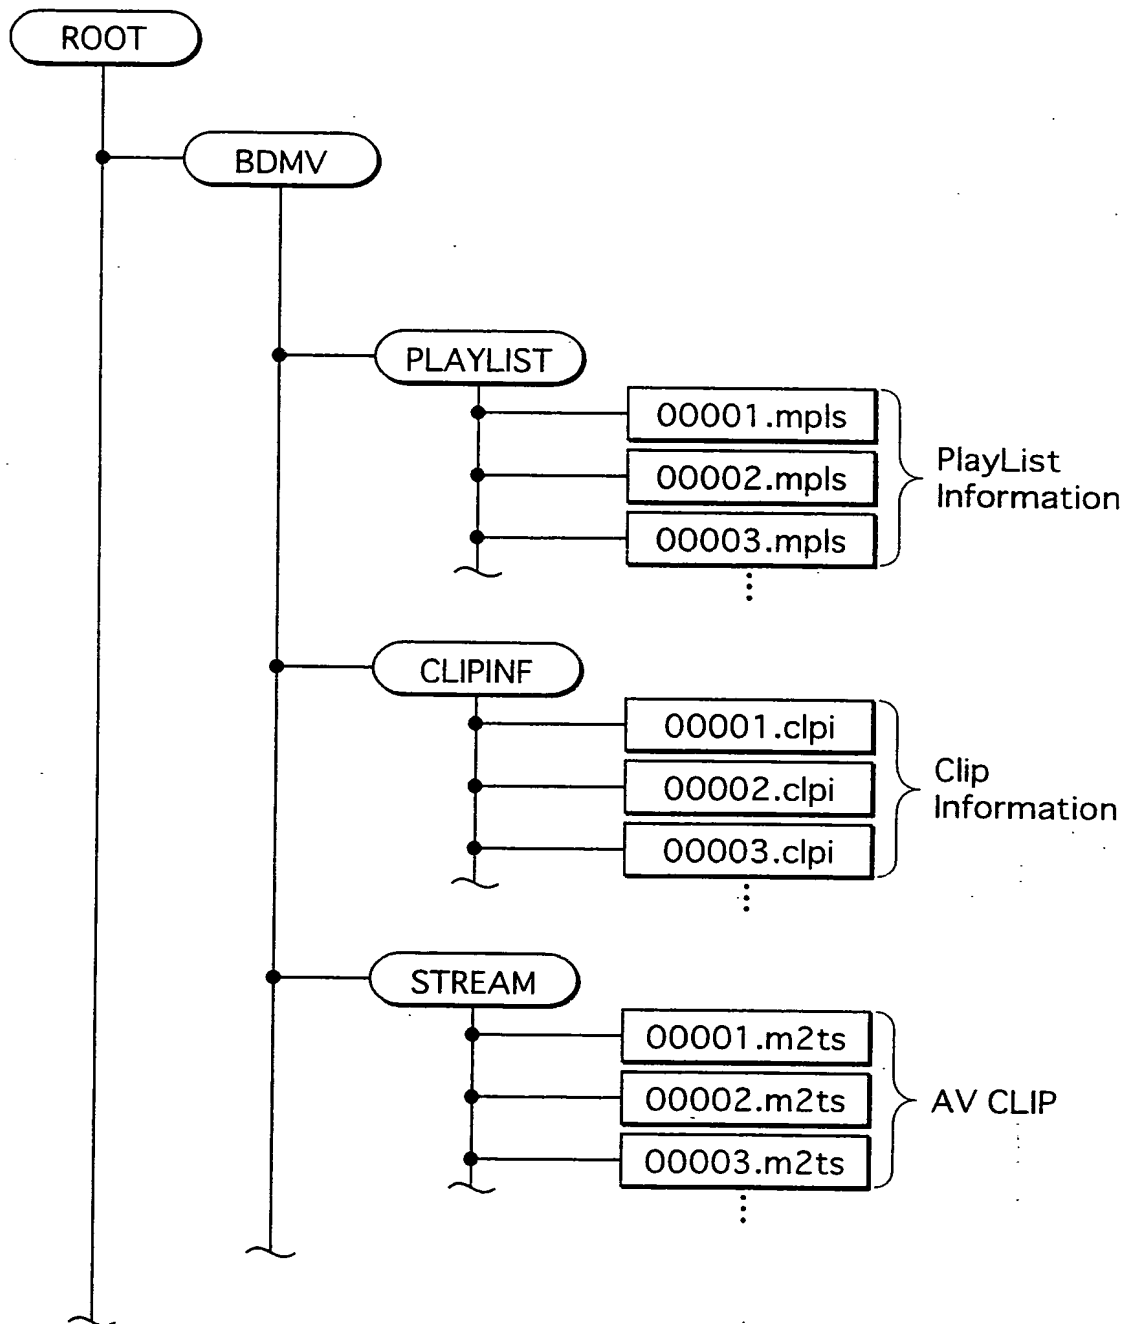 ROOT
BDMV
PLAYLIST
00001.mpls
00002.mpls
00003.mpls
PlayList
Information
CLIPINF
00001.clpi
00002.clpi
00003.clpi
Clip
Information
STREAM
00001.m2ts
00002.m2ts
00003.m2ts
AV CLIP